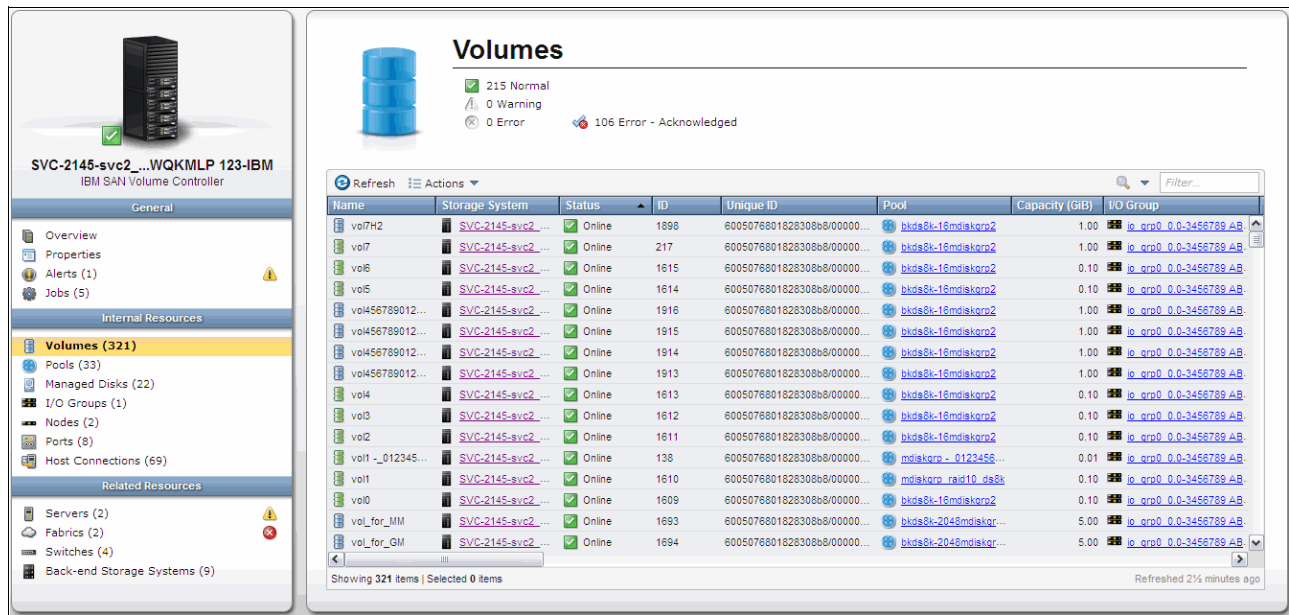 SVC-2145-svc2_...WQKMLP 123-IBM
IBM SAN Volume Controller
General
Overview
Properties
Alerts (1)
Jobs (5)
Internal Resources
Volumes (321)
Pools (33)
Managed Disks (22)
I/O Groups (1)
Nodes (2)
Ports (8)
Host Connections (69)
Related Resources
Servers (2)
Fabrics (2)
Switches (4)
Back-end Storage Systems (9)
Volumes
215 Normal
0 Warning
0 Error 106 Error - Acknowledged
Refresh Actions Filter...
Name Storage System Status ID Unique ID Pool Capacity (GiB) I/O Group
vol7H2 SVC-2145-svc2_... Online 1898 6005076801828308b8/00000... bkds8k-16mdiskgrp2 1.00 io_grp0_0.0-3456789 AB
vol7 SVC-2145-svc2_... Online 217 6005076801828308b8/00000... bkds8k-16mdiskgrp2 1.00 io_grp0_0.0-3456789 AB
vol6 SVC-2145-svc2_... Online 1615 6005076801828308b8/00000... bkds8k-16mdiskgrp2 0.10 io_grp0_0.0-3456789 AB
vol5 SVC-2145-svc2_... Online 1614 6005076801828308b8/00000... bkds8k-16mdiskgrp2 0.10 io_grp0_0.0-3456789 AB
vol456789012... SVC-2145-svc2_... Online 1916 6005076801828308b8/00000... bkds8k-16mdiskgrp2 1.00 io_grp0_0.0-3456789 AB
vol456789012... SVC-2145-svc2_... Online 1915 6005076801828308b8/00000... bkds8k-16mdiskgrp2 1.00 io_grp0_0.0-3456789 AB
vol456789012... SVC-2145-svc2_... Online 1914 6005076801828308b8/00000... bkds8k-16mdiskgrp2 1.00 io_grp0_0.0-3456789 AB
vol456789012... SVC-2145-svc2_... Online 1913 6005076801828308b8/00000... bkds8k-16mdiskgrp2 1.00 io_grp0_0.0-3456789 AB
vol4 SVC-2145-svc2_... Online 1613 6005076801828308b8/00000... bkds8k-16mdiskgrp2 0.10 io_grp0_0.0-3456789 AB
vol3 SVC-2145-svc2_... Online 1612 6005076801828308b8/00000... bkds8k-16mdiskgrp2 0.10 io_grp0_0.0-3456789 AB
vol2 SVC-2145-svc2_... Online 1611 6005076801828308b8/00000... bkds8k-16mdiskgrp2 0.10 io_grp0_0.0-3456789 AB
vol1 -_012345... SVC-2145-svc2_... Online 138 6005076801828308b8/00000... mdiskgrp - 0123456... 0.01 io_grp0_0.0-3456789 AB
vol1 SVC-2145-svc2_... Online 1610 6005076801828308b8/00000... mdiskgrp_raid10_ds8k 0.10 io_grp0_0.0-3456789 AB
vol0 SVC-2145-svc2_... Online 1609 6005076801828308b8/00000... bkds8k-16mdiskgrp2 0.10 io_grp0_0.0-3456789 AB
vol_for_MM SVC-2145-svc2_... Online 1693 6005076801828308b8/00000... bkds8k-2048mdiskgr... 5.00 io_grp0_0.0-3456789 AB
vol_for_GM SVC-2145-svc2_... Online 1694 6005076801828308b8/00000... bkds8k-2048mdiskgr... 5.00 io_grp0_0.0-3456789 AB
Showing 321 items | Selected 0 items Refreshed 2½ minutes ago